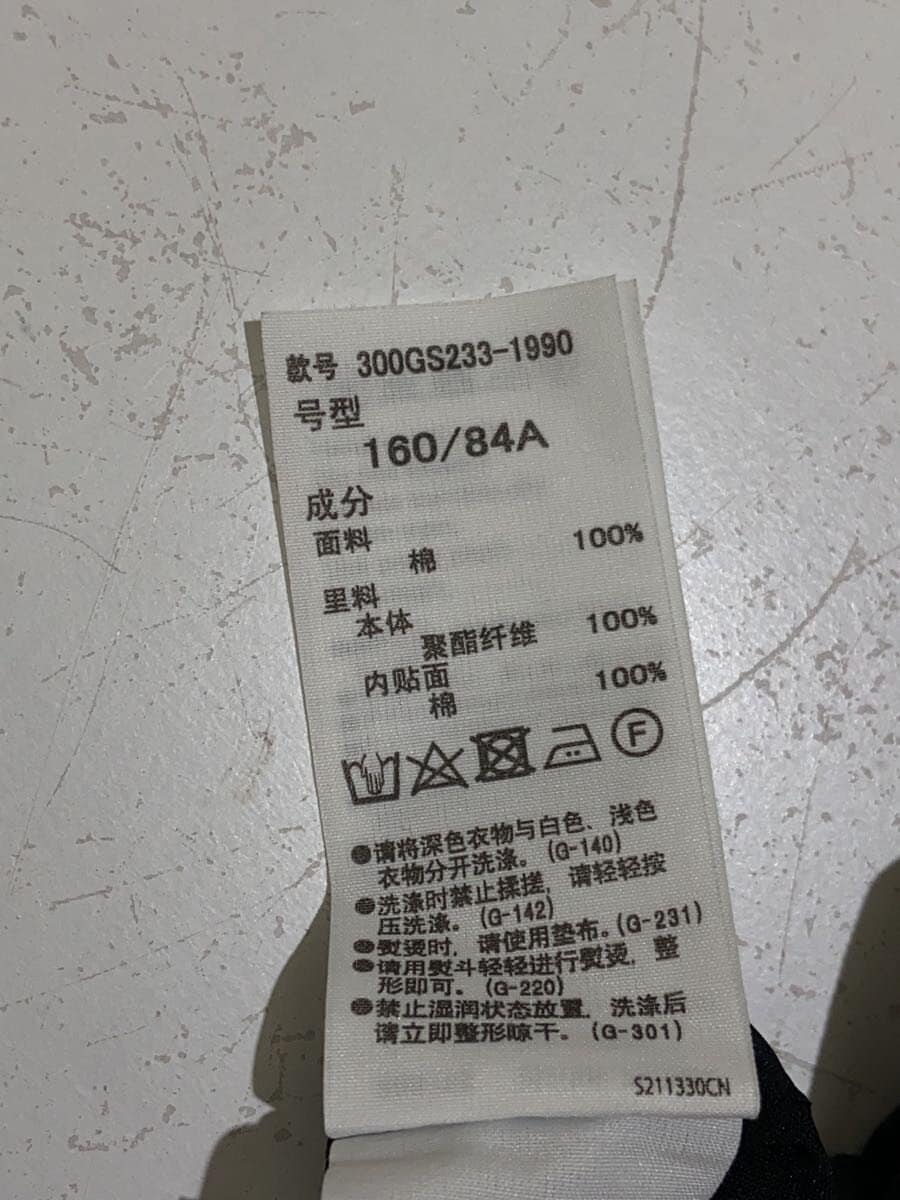 款号 300GS233-1990
号型
160/84A
成分
面料
棉 100%
里料
本体
聚酯纤维 100%
内贴面
棉 100%
F
●请将深色衣物与白色、浅色
衣物分开洗涤。(G-140)
●洗涤时禁止揉搓，请轻轻按
压洗涤。(G-142)
●熨烫时，请使用垫布。(G-231)
●请用熨斗轻轻进行熨烫，整
形即可。(G-220)
●禁止湿润状态放置，洗涤后
请立即整形晾干。(G-301)
S211330CN